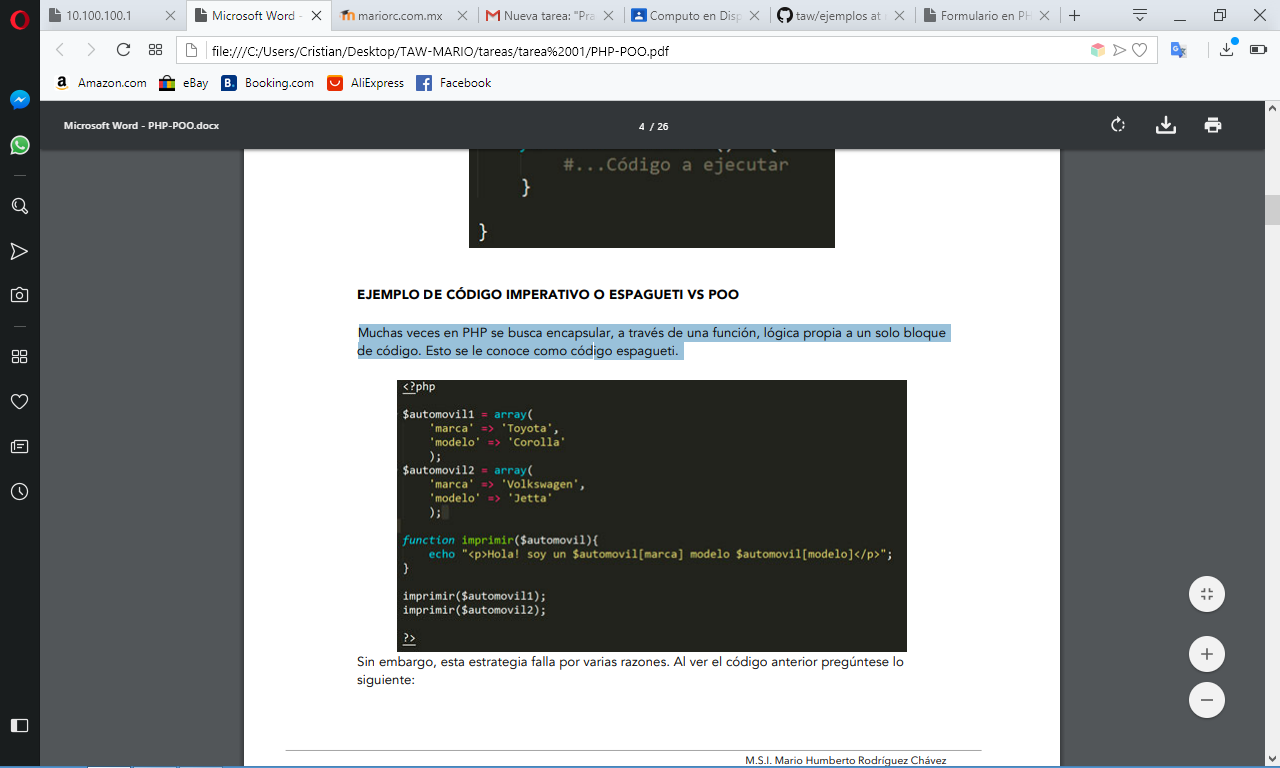 10.100.100.1
Microsoft Word -
mariorc.com.mx
Nueva tarea: "Pra
Computo en Disp
taw/ejemplos at
Formulario en PH
file:///C:/Users/Cristian/Desktop/TAW-MARIO/tareas/tarea%2001/PHP-POO.pdf
Amazon.com
eBay
Booking.com
AliExpress
Facebook
Microsoft Word - PHP-POO.docx
4 / 26
#...Código a ejecutar
}
}
EJEMPLO DE CÓDIGO IMPERATIVO O ESPAGUETI VS POO
Muchas veces en PHP se busca encapsular, a través de una función, lógica propia a un solo bloque
de código. Esto se le conoce como código espagueti.
<?php
$automovil1 = array(
'marca' => 'Toyota',
'modelo' => 'Corolla'
);
$automovil2 = array(
'marca' => 'Volkswagen',
'modelo' => 'Jetta'
);
function imprimir($automovil){
echo "<p>Hola! soy un $automovil[marca] modelo $automovil[modelo]</p>";
}
imprimir($automovil1);
imprimir($automovil2);
?>
Sin embargo, esta estrategia falla por varias razones. Al ver el código anterior pregúntese lo
siguiente:
M.S.I. Mario Humberto Rodríguez Chávez